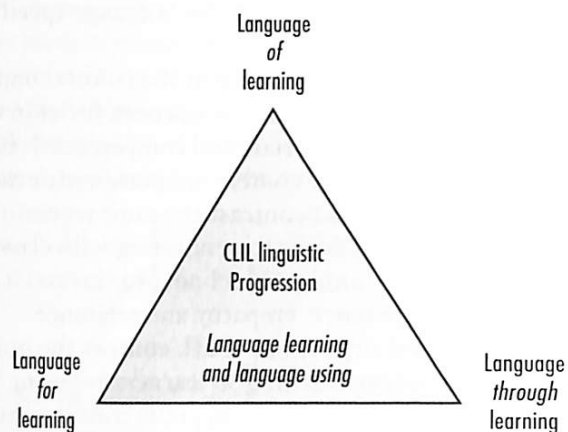 Language
of
learning
CLIL linguistic
Progression
Language learning
and language using
Language
for
learning
Language
through
learning